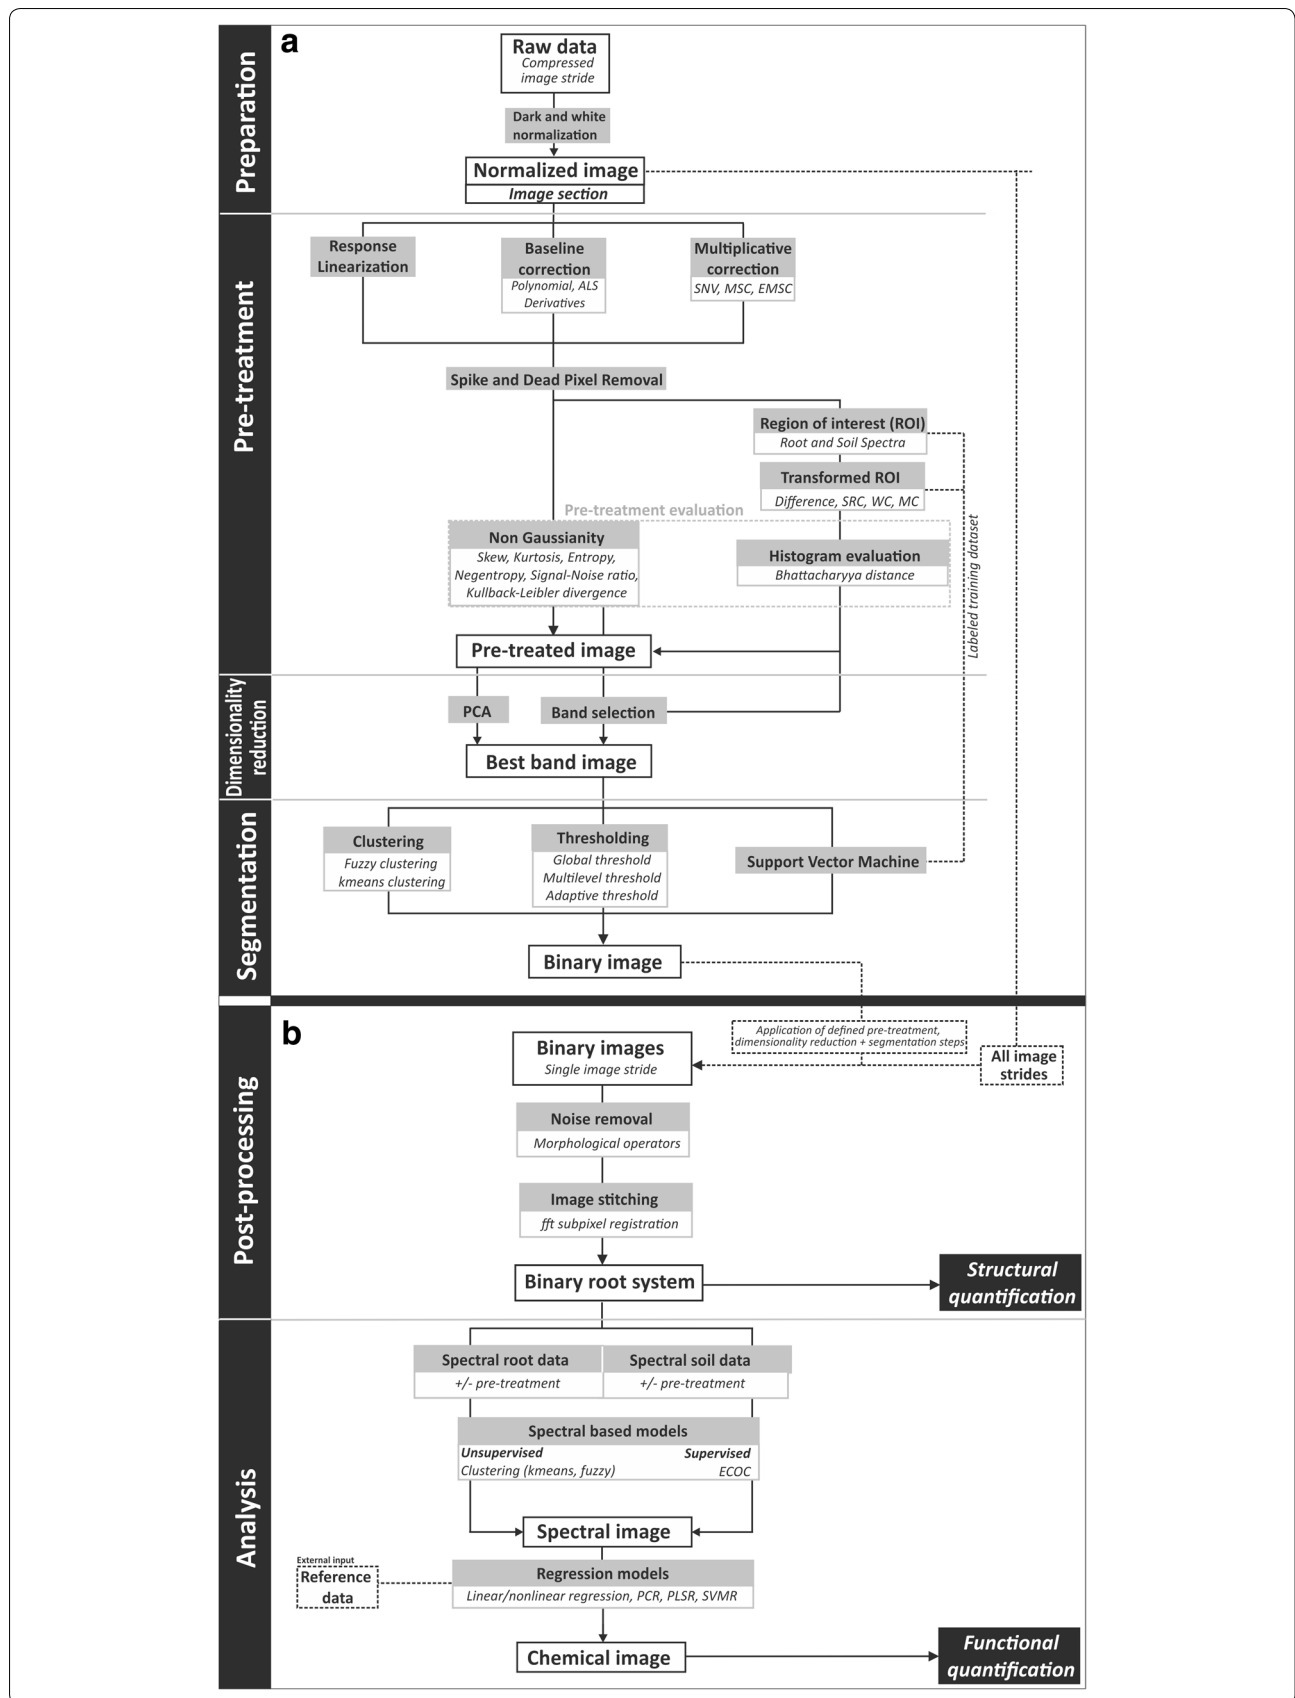 a
Preparation
Raw data
Compressed
image stride
Dark and white
normalization
Normalized image
Image section
Pre-treatment
Response
Linearization
Baseline
correction
Polynomial, ALS
Derivatives
Multiplicative
correction
SNV, MSC, EMSC
Spike and Dead Pixel Removal
Region of interest (ROI)
Root and Soil Spectra
Transformed ROI
Difference, SRC, WC, MC
Labeled training dataset
Pre-treatment evaluation
Non Gaussianity
Skew, Kurtosis, Entropy,
Negentropy, Signal-Noise ratio,
Kullback-Leibler divergence
Histogram evaluation
Bhattacharyya distance
Pre-treated image
Dimensionality
reduction
PCA
Band selection
Best band image
Segmentation
Clustering
Fuzzy clustering
kmeans clustering
Thresholding
Global threshold
Multilevel threshold
Adaptive threshold
Support Vector Machine
Binary image
b
Post-processing
Binary images
Single image stride
Application of defined pre-treatment,
dimensionality reduction + segmentation steps
All image
strides
Noise removal
Morphological operators
Image stitching
fft subpixel registration
Binary root system
Structural
quantification
Analysis
Spectral root data
+/- pre-treatment
Spectral soil data
+/- pre-treatment
Spectral based models
Unsupervised
Clustering (kmeans, fuzzy)
Supervised
ECOC
Spectral image
External input
Reference
data
Regression models
Linear/nonlinear regression, PCR, PLSR, SVMR
Chemical image
Functional
quantification